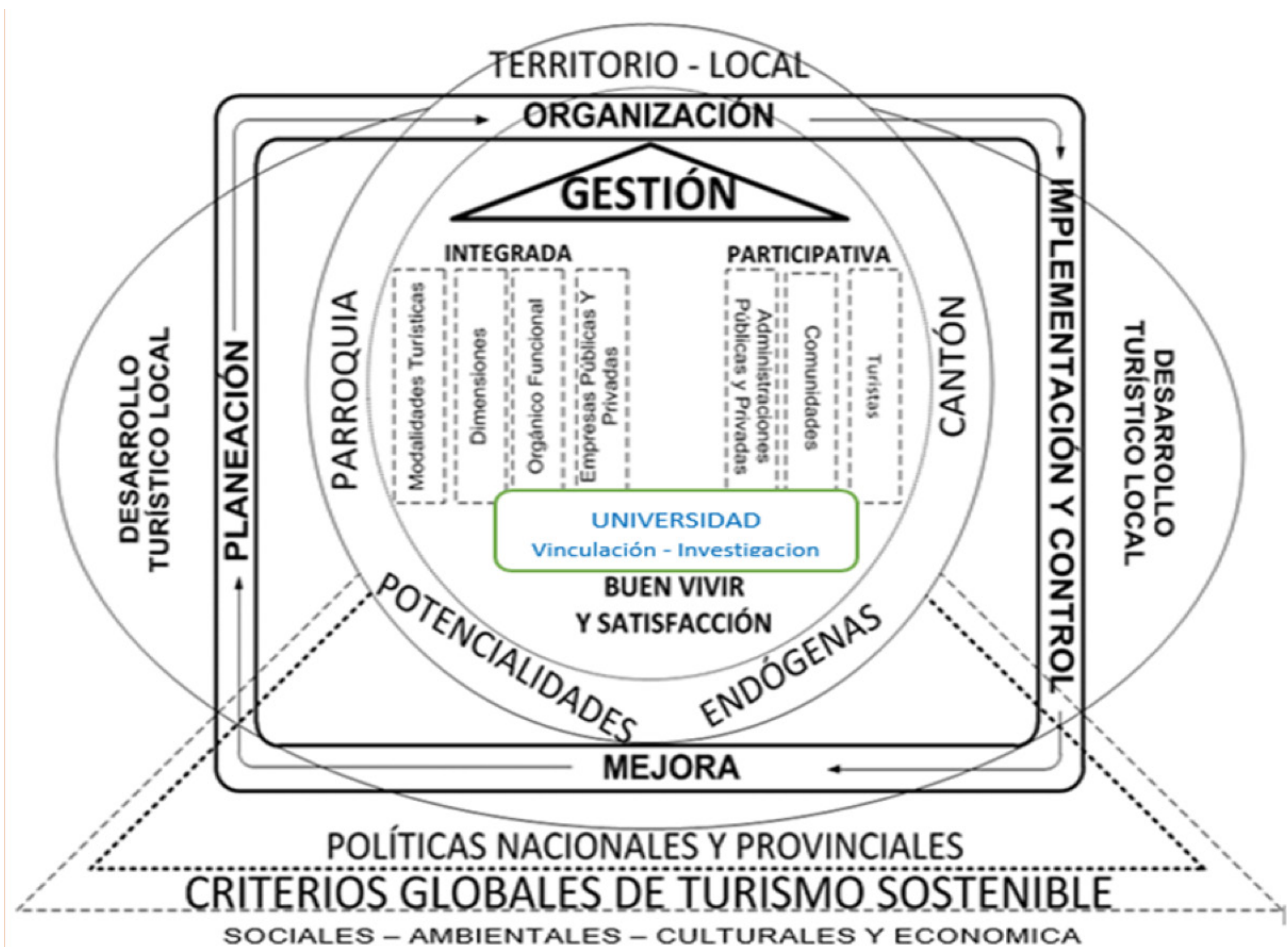 TERRITORIO - LOCAL
ORGANIZACIÓN
GESTIÓN
INTEGRADA
PARTICIPATIVA
Modalidades Turísticas
Dimensiones
Orgánico Funcional
Empresas Públicas Y
Privadas
Administraciones
Públicas y Privadas
Comunidades
Turistas
PARROQUIA
CANTÓN
PLANEACIÓN
IMPLEMENTACIÓN Y CONTROL
DESARROLLO
TURÍSTICO LOCAL
DESARROLLO
TURÍSTICO LOCAL
UNIVERSIDAD
Vinculación - Investigacion
BUEN VIVIR
Y SATISFACCIÓN
POTENCIALIDADES
ENDÓGENAS
MEJORA
POLÍTICAS NACIONALES Y PROVINCIALES
CRITERIOS GLOBALES DE TURISMO SOSTENIBLE
SOCIALES – AMBIENTALES – CULTURALES Y ECONOMICA